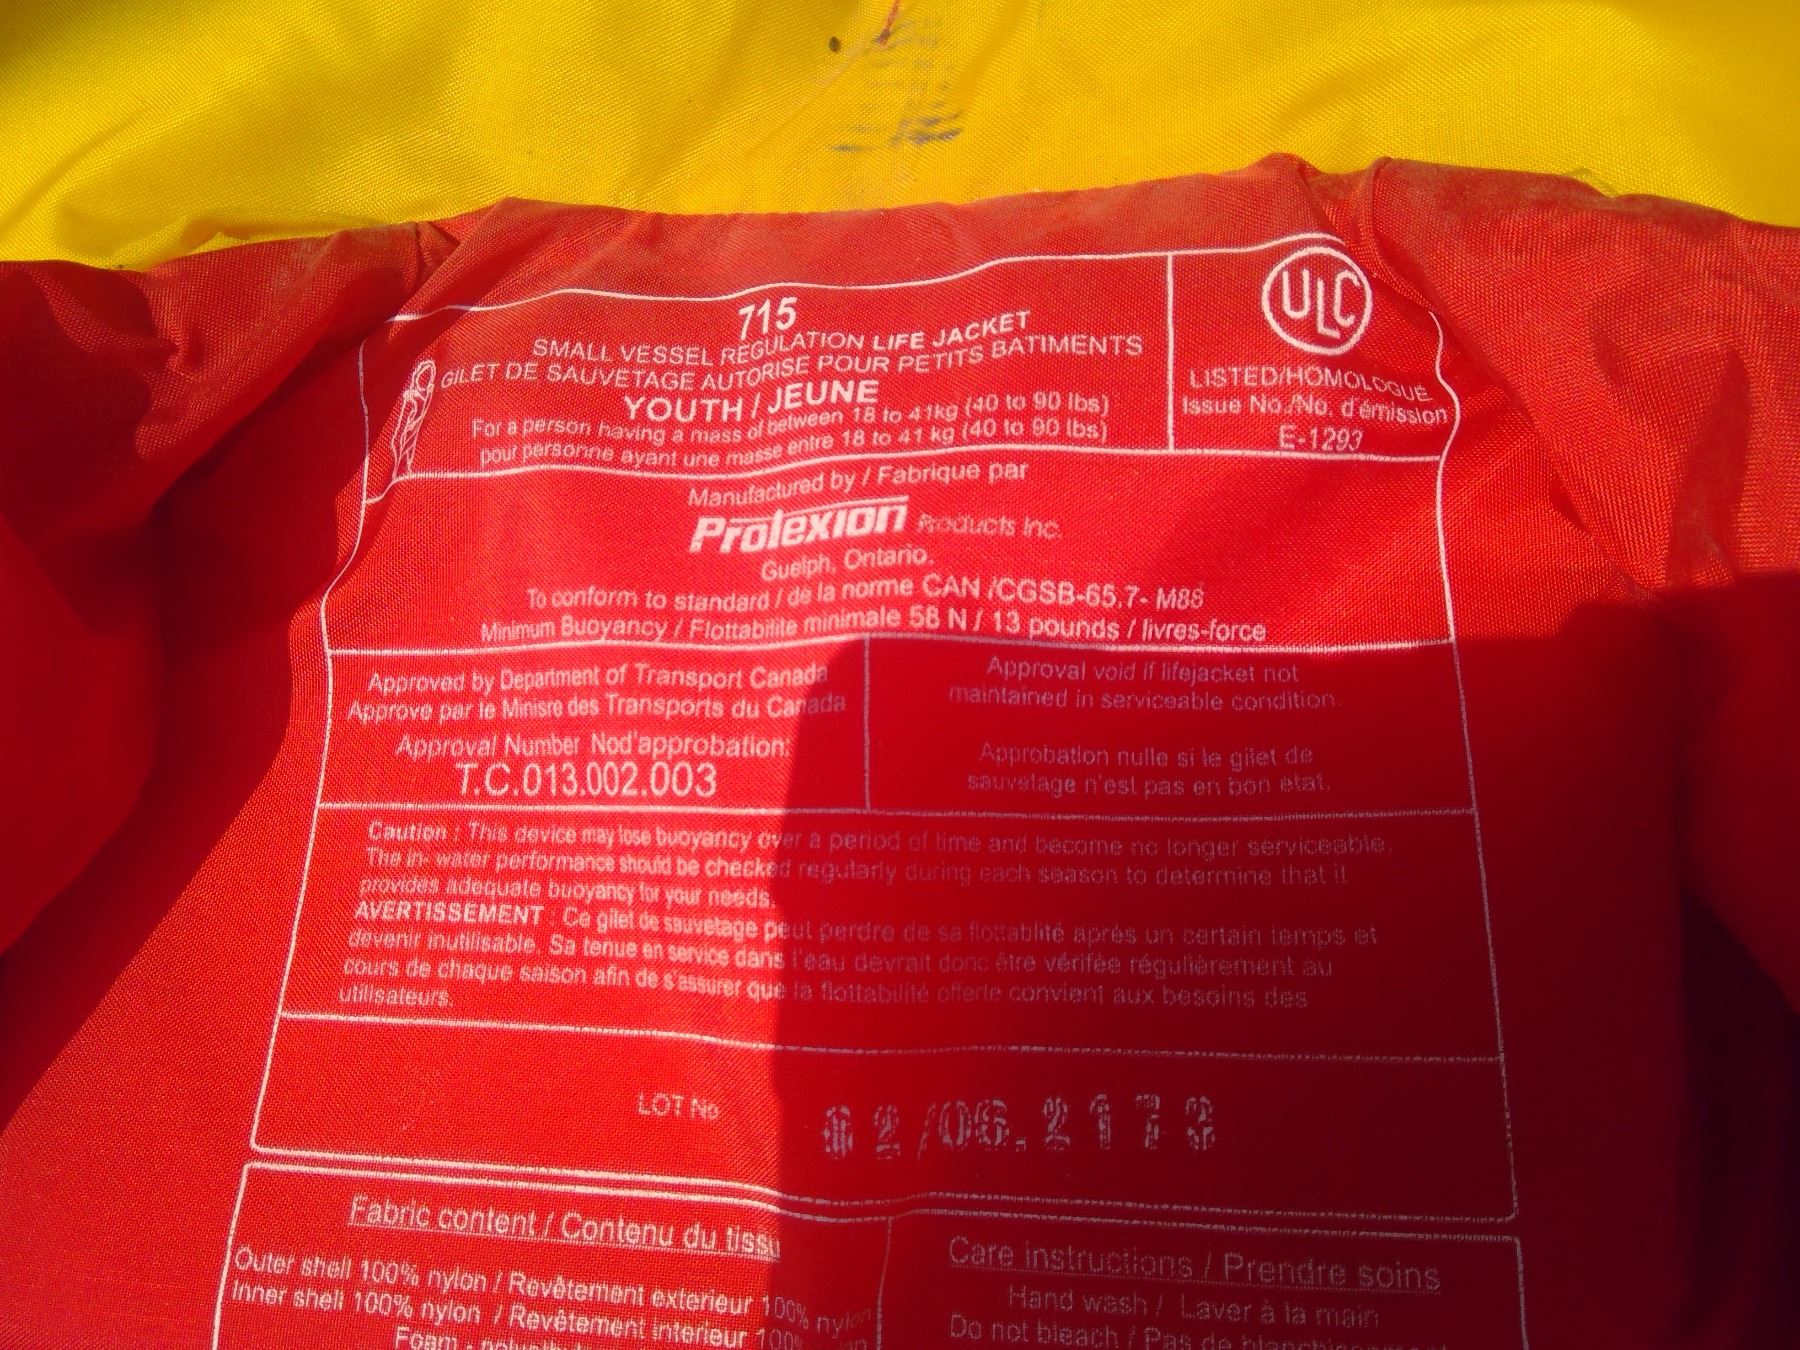 715
SMALL VESSEL REGULATION LIFE JACKET
GILET DE SAUVETAGE AUTORISE POUR PETITS BATIMENTS
YOUTH / JEUNE
For a person having a mass of between 18 to 41kg (40 to 90 lbs)
pour personne ayant une masse entre 18 to 41 kg (40 to 90 lbs)
ULC
LISTED/HOMOLOGUÉ
Issue No./No. d'émission
E-1293
Manufactured by / Fabrique par
Protexion Products Inc.
Guelph, Ontario.
To conform to standard / de la norme CAN /CGSB-65.7- M88
Minimum Buoyancy / Flottabilite minimale 58 N / 13 pounds / livres-force
Approved by Department of Transport Canada
Approve par le Minisre des Transports du Canada
Approval Number Nod'approbation:
T.C.013.002.003
Approval void if lifejacket not
maintained in serviceable condition.
Approbation nulle si le gilet de
sauvetage n'est pas en bon etat.
Caution : This device may lose buoyancy over a period of time and become no longer serviceable.
The in- water performance should be checked regularly during each season to determine that it
provides adequate buoyancy for your needs.
AVERTISSEMENT : Ce gilet de sauvetage peut perdre de sa flottablité après un certain temps et
devenir inutilisable. Sa tenue en service dans l'eau devrait donc être vérifée régulièrement au
cours de chaque saison afin de s'assurer que la flottabilité offerte convient aux besoins des
utilisateurs.
LOT No 2/06. 2173
Fabric content / Contenu du tissu
Outer shell 100% nylon / Revêtement exterieur 100% nylon
Inner shell 100% nylon / Revêtement interieur 100%
Foam -
Care instructions / Prendre soins
Hand wash / Laver à la main
Do not bleach / Pas de